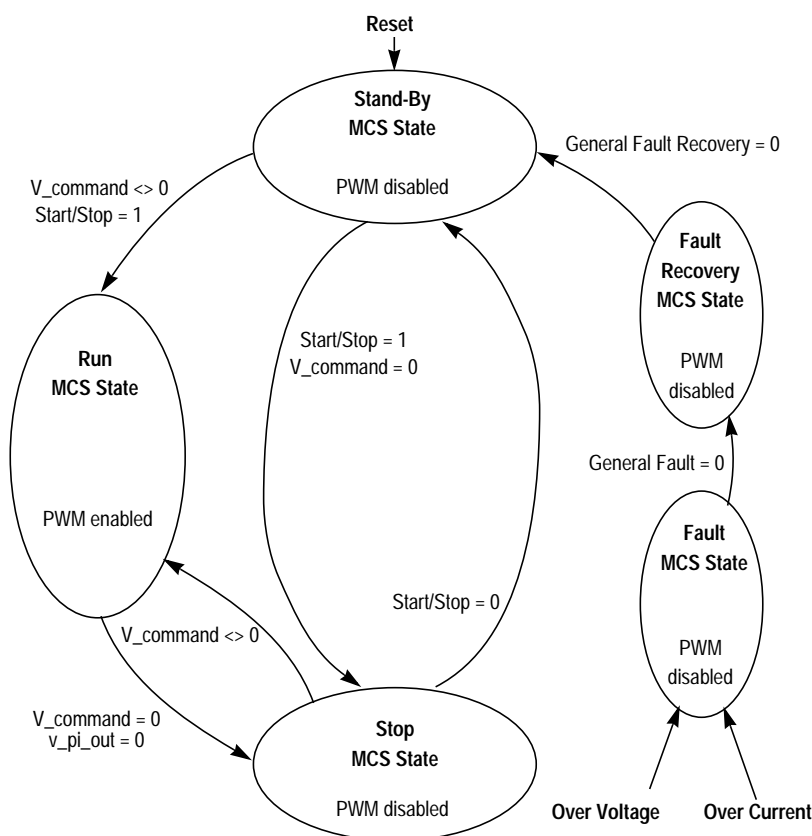 Reset
Stand-By
MCS State
PWM disabled
General Fault Recovery = 0
V_command <> 0
Start/Stop = 1
Fault
Recovery
MCS State
PWM
disabled
Start/Stop = 1
V_command = 0
Run
MCS State
PWM enabled
General Fault = 0
Fault
MCS State
PWM
disabled
Start/Stop = 0
V_command <> 0
V_command = 0
v_pi_out = 0
Stop
MCS State
PWM disabled
Over Voltage
Over Current